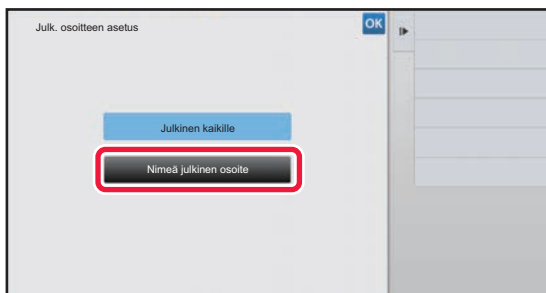 Julk. osoitteen asetus
OK
Julkinen kaikille
Nimeä julkinen osoite